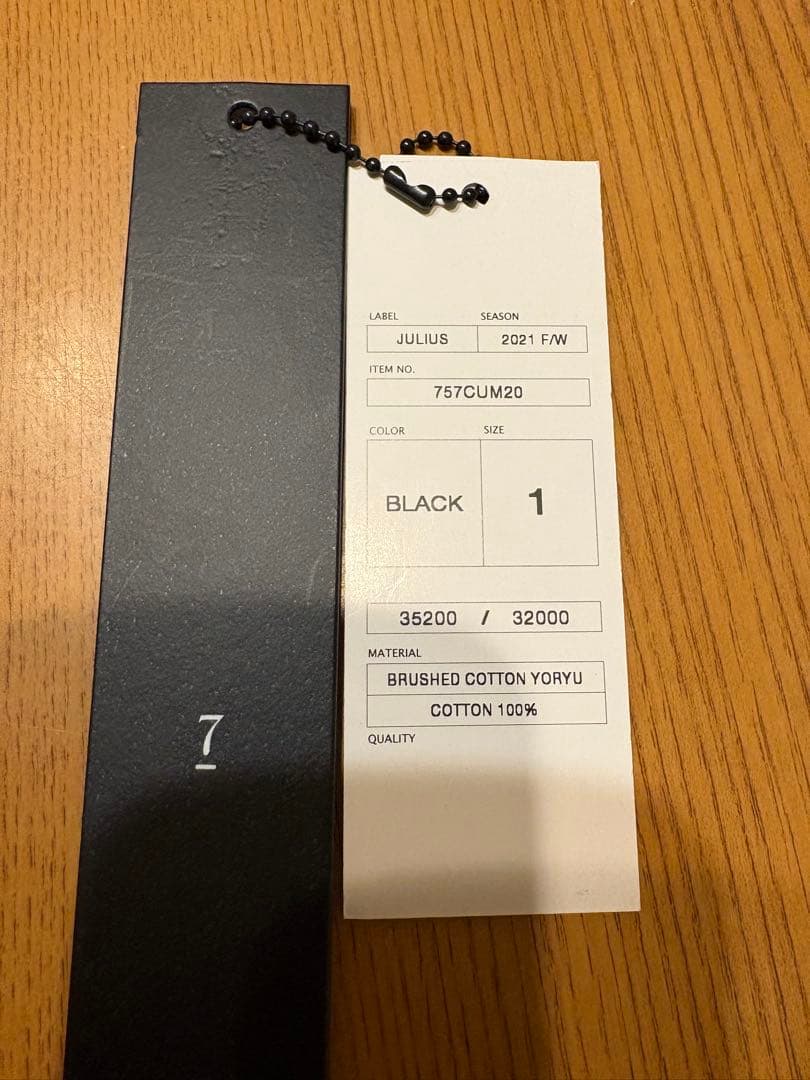 7
LABEL SEASON
JULIUS 2021 F/W
ITEM NO.
757CUM20
COLOR SIZE
BLACK 1
35200 / 32000
MATERIAL
BRUSHED COTTON YORYU
COTTON 100%
QUALITY